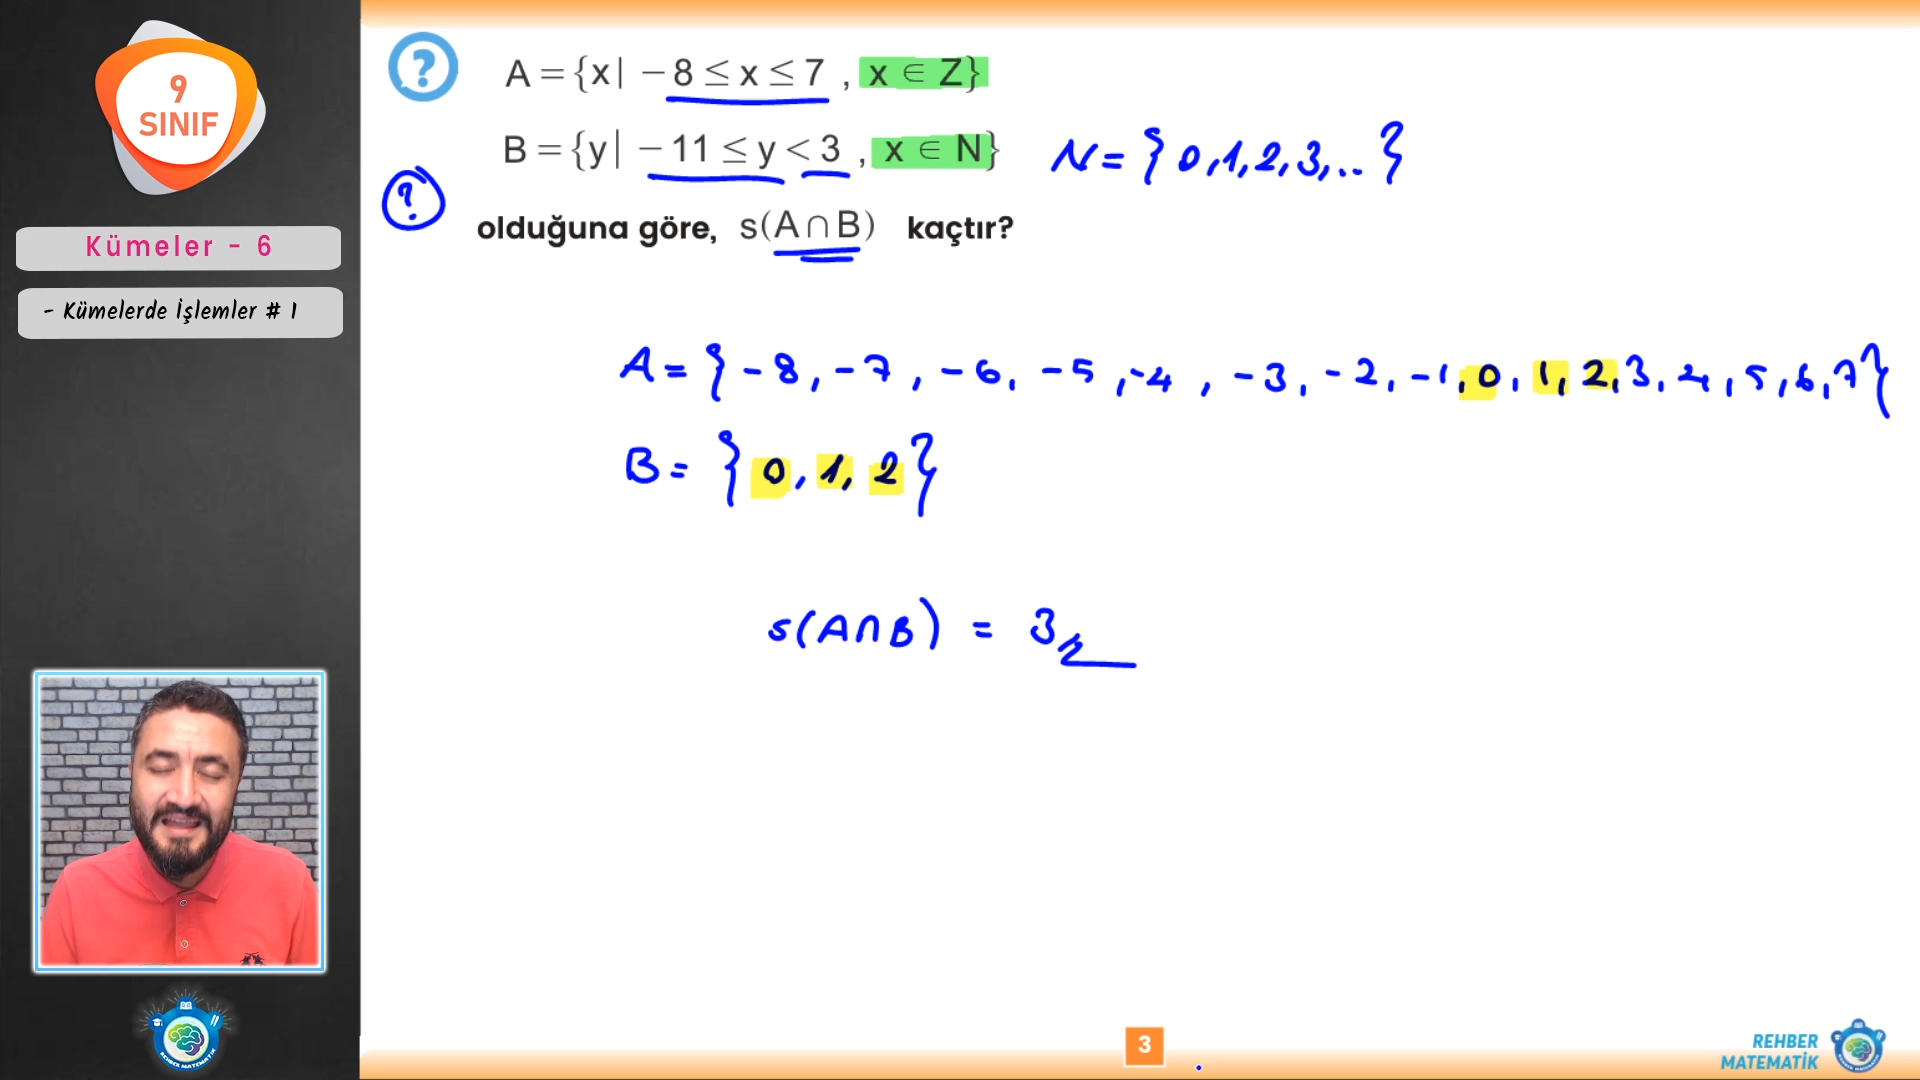 9
SINIF
Kümeler - 6
- Kümelerde İşlemler # 1
?
A = {x| − 8 ≤ x ≤ 7 , x ∈ Z}
B = {y| − 11 ≤ y < 3 , x ∈ N}
N = { 0, 1, 2, 3, .. }
?
olduğuna göre, s(A ∩ B) kaçtır?
A = { -8, -7, -6, -5, -4, -3, -2, -1, 0, 1, 2, 3, 4, 5, 6, 7 }
B = { 0, 1, 2 }
s(A∩B) = 3
3
REHBER
MATEMATİK
REHBER MATEMATİK